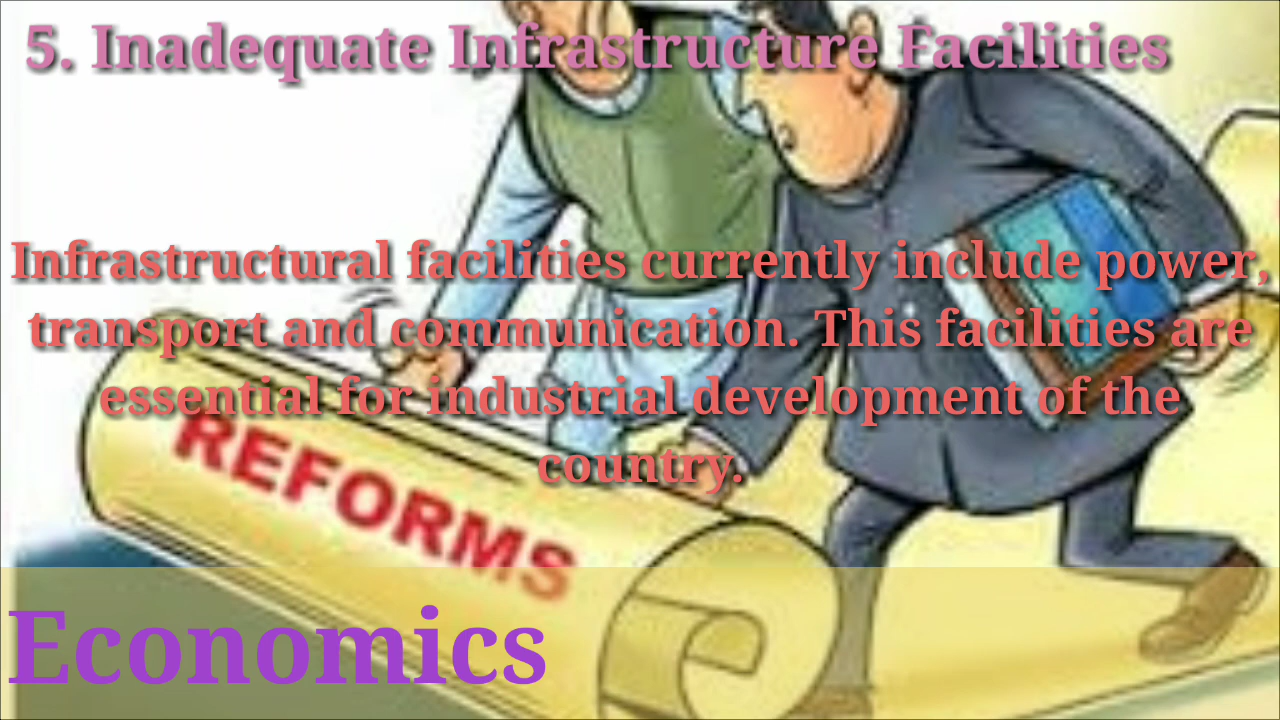 5. Inadequate Infrastructure Facilities
Infrastructural facilities currently include power,
transport and communication. This facilities are
essential for industrial development of the
country.
REFORMS
Economics